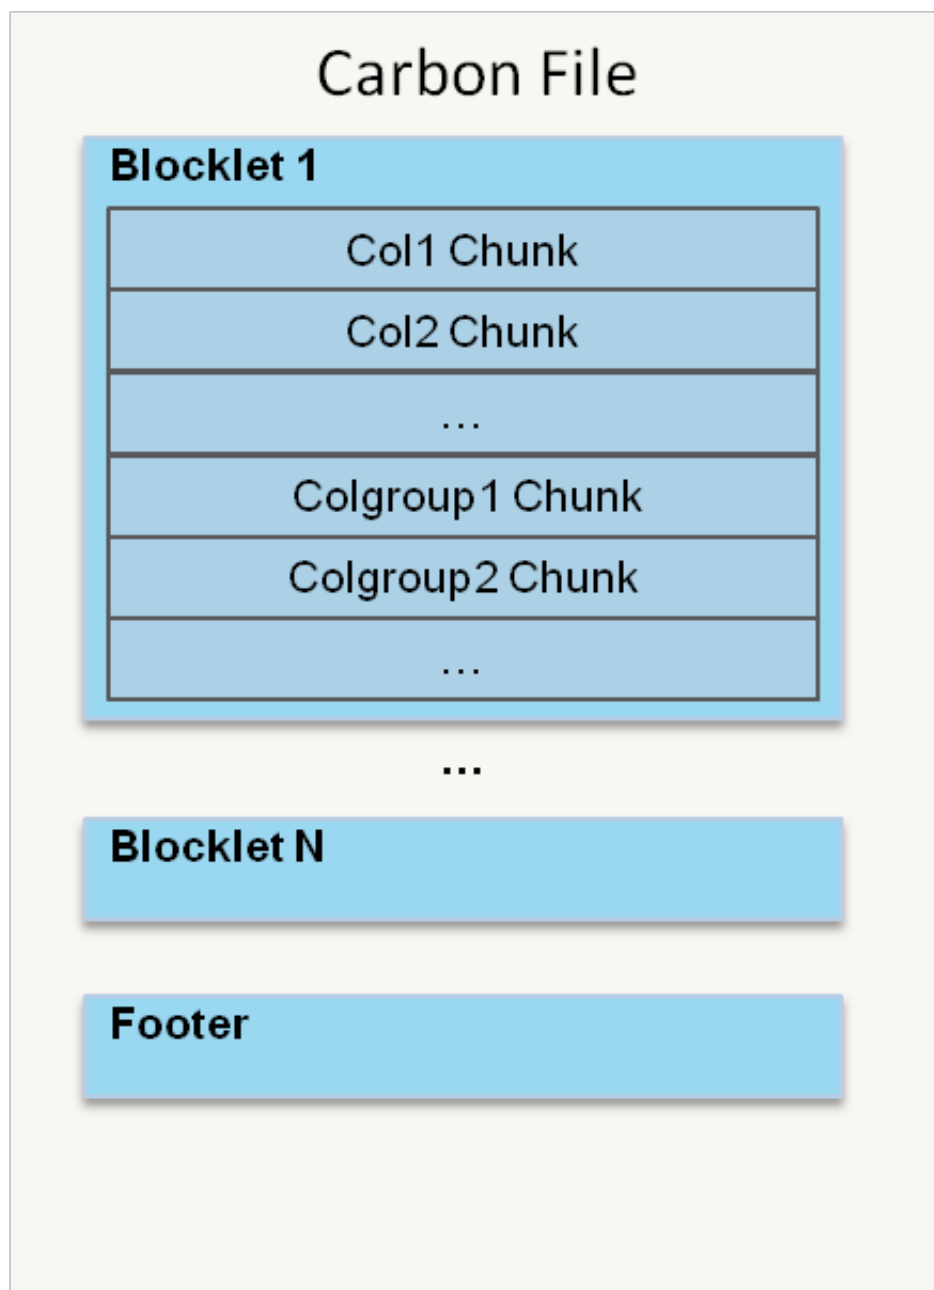 Carbon File
Blocklet 1
Col1 Chunk
Col2 Chunk
...
Colgroup1 Chunk
Colgroup2 Chunk
...
...
Blocklet N
Footer